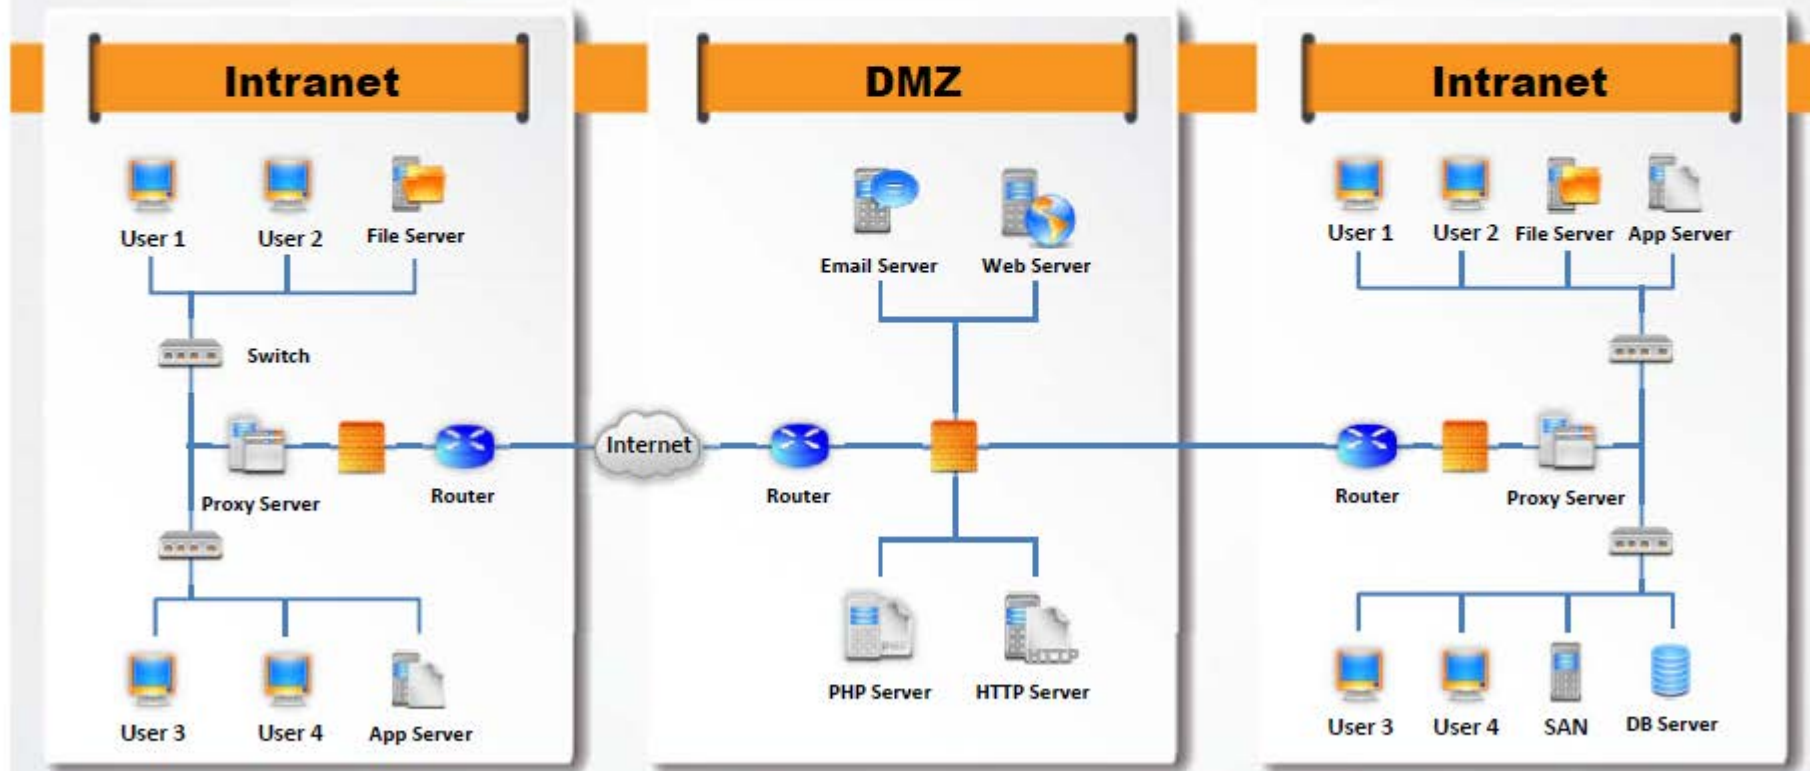 Intranet
DMZ
Intranet
User 1
User 2
File Server
Email Server
Web Server
User 1
User 2
File Server
App Server
Switch
Internet
Proxy Server
Router
Router
Router
Proxy Server
PHP Server
HTTP Server
User 3
User 4
App Server
User 3
User 4
SAN
DB Server